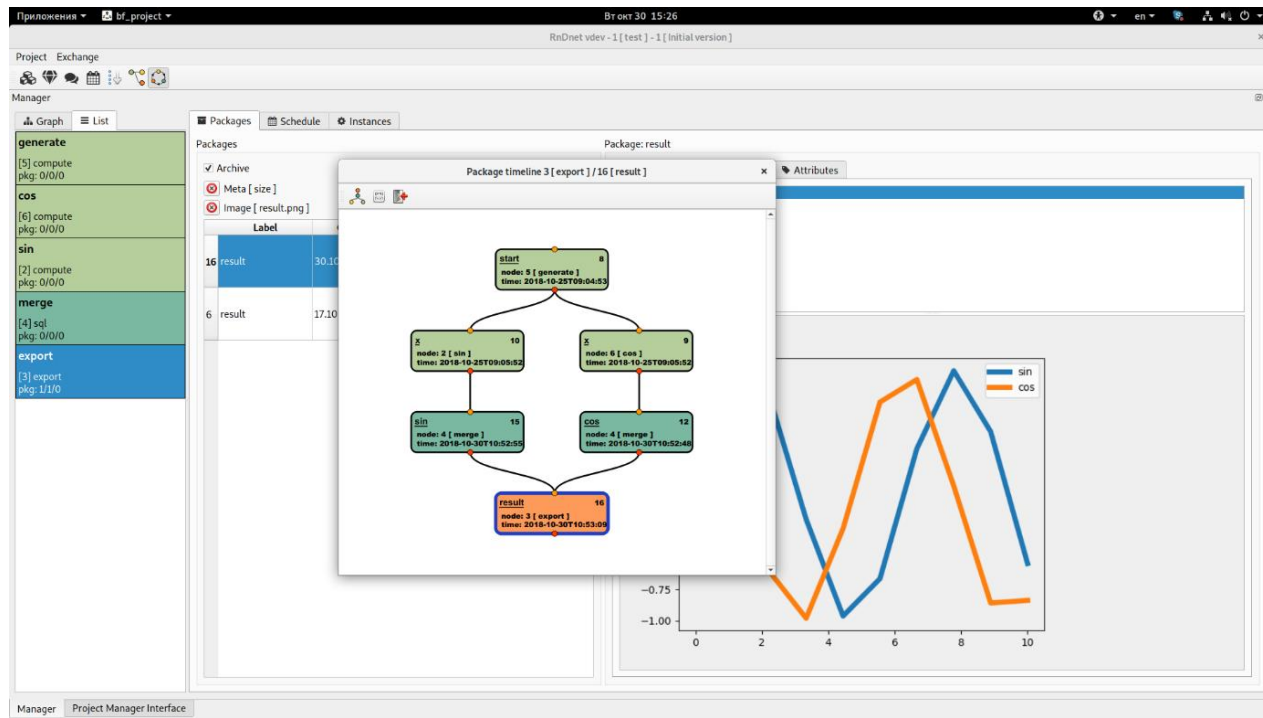 Приложения bf_project Вт окт 30 15:26 en
RnDnet vdev - 1 [ test ] - 1 [ Initial version ]
Project Exchange
Manager
Graph List
generate
[5] compute
pkg: 0/0/0
cos
[6] compute
pkg: 0/0/0
sin
[2] compute
pkg: 0/0/0
merge
[4] sql
pkg: 0/0/0
export
[3] export
pkg: 1/1/0
Packages Schedule Instances
Packages
Archive
Meta [ size ]
Image [ result.png ]
Label
16 result 30.10
6 result 17.10
Package: result
Attributes
Package timeline 3 [ export ] / 16 [ result ]
start 8
node: 5 [ generate ]
time: 2018-10-25T09:04:53
x 10
node: 2 [ sin ]
time: 2018-10-25T09:05:52
x 9
node: 6 [ cos ]
time: 2018-10-25T09:05:52
sin 15
node: 4 [ merge ]
time: 2018-10-30T10:52:55
cos 12
node: 4 [ merge ]
time: 2018-10-30T10:52:48
result 16
node: 3 [ export ]
time: 2018-10-30T10:53:09
sin
cos
−0.75
−1.00
0 2 4 6 8 10
Manager Project Manager Interface